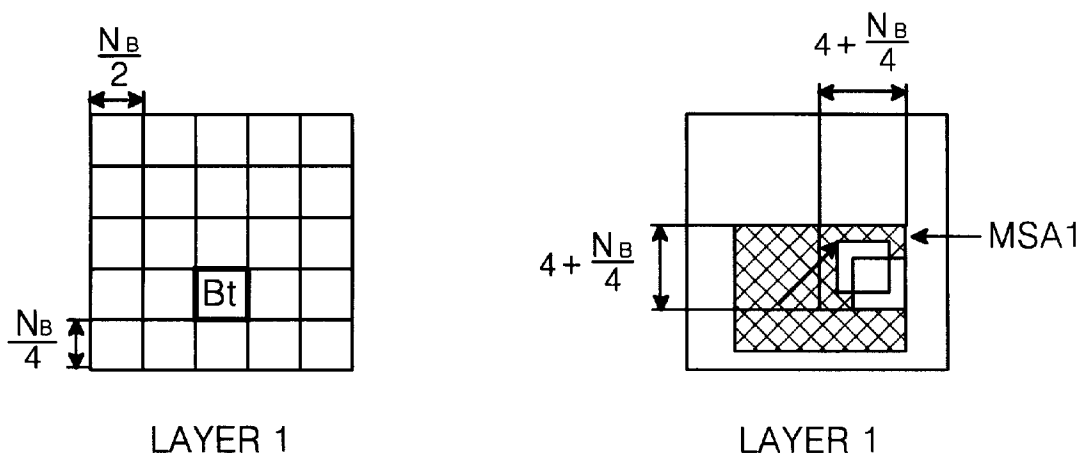 N_B/2
Bt
N_B/4
LAYER 1
4 + N_B/4
4 + N_B/4
MSA1
LAYER 1